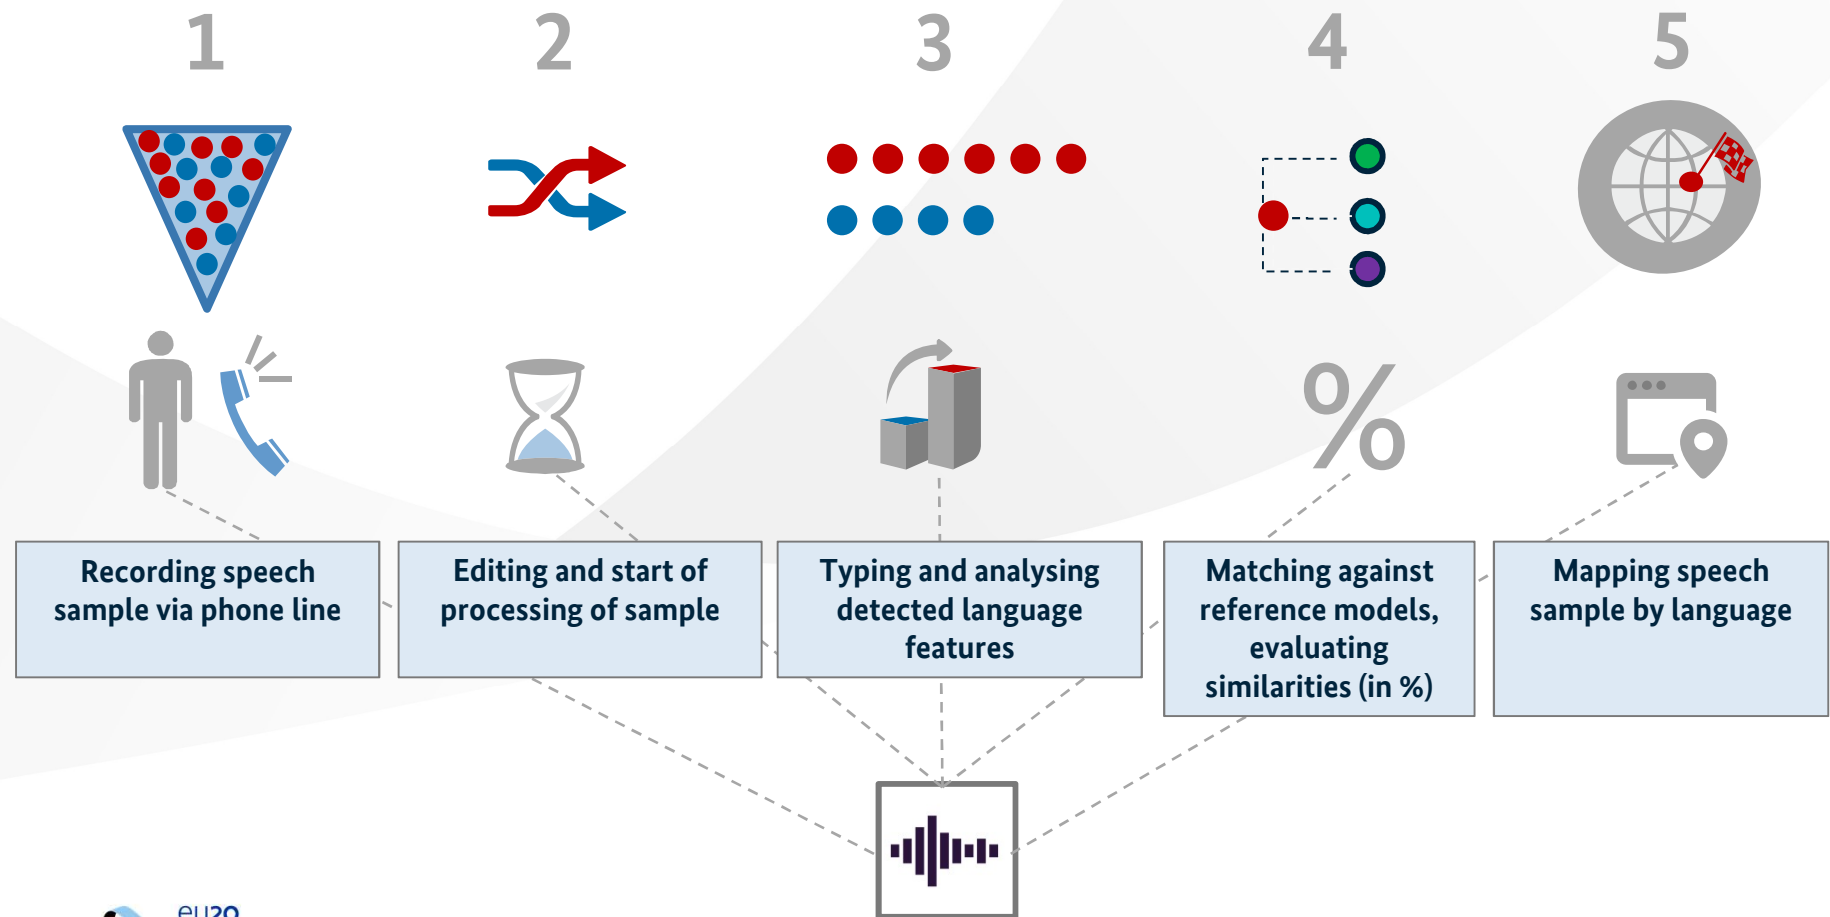 1
2
3
4
5
%
Recording speech
sample via phone line
Editing and start of
processing of sample
Typing and analysing
detected language
features
Matching against
reference models,
evaluating
similarities (in %)
Mapping speech
sample by language
eu20